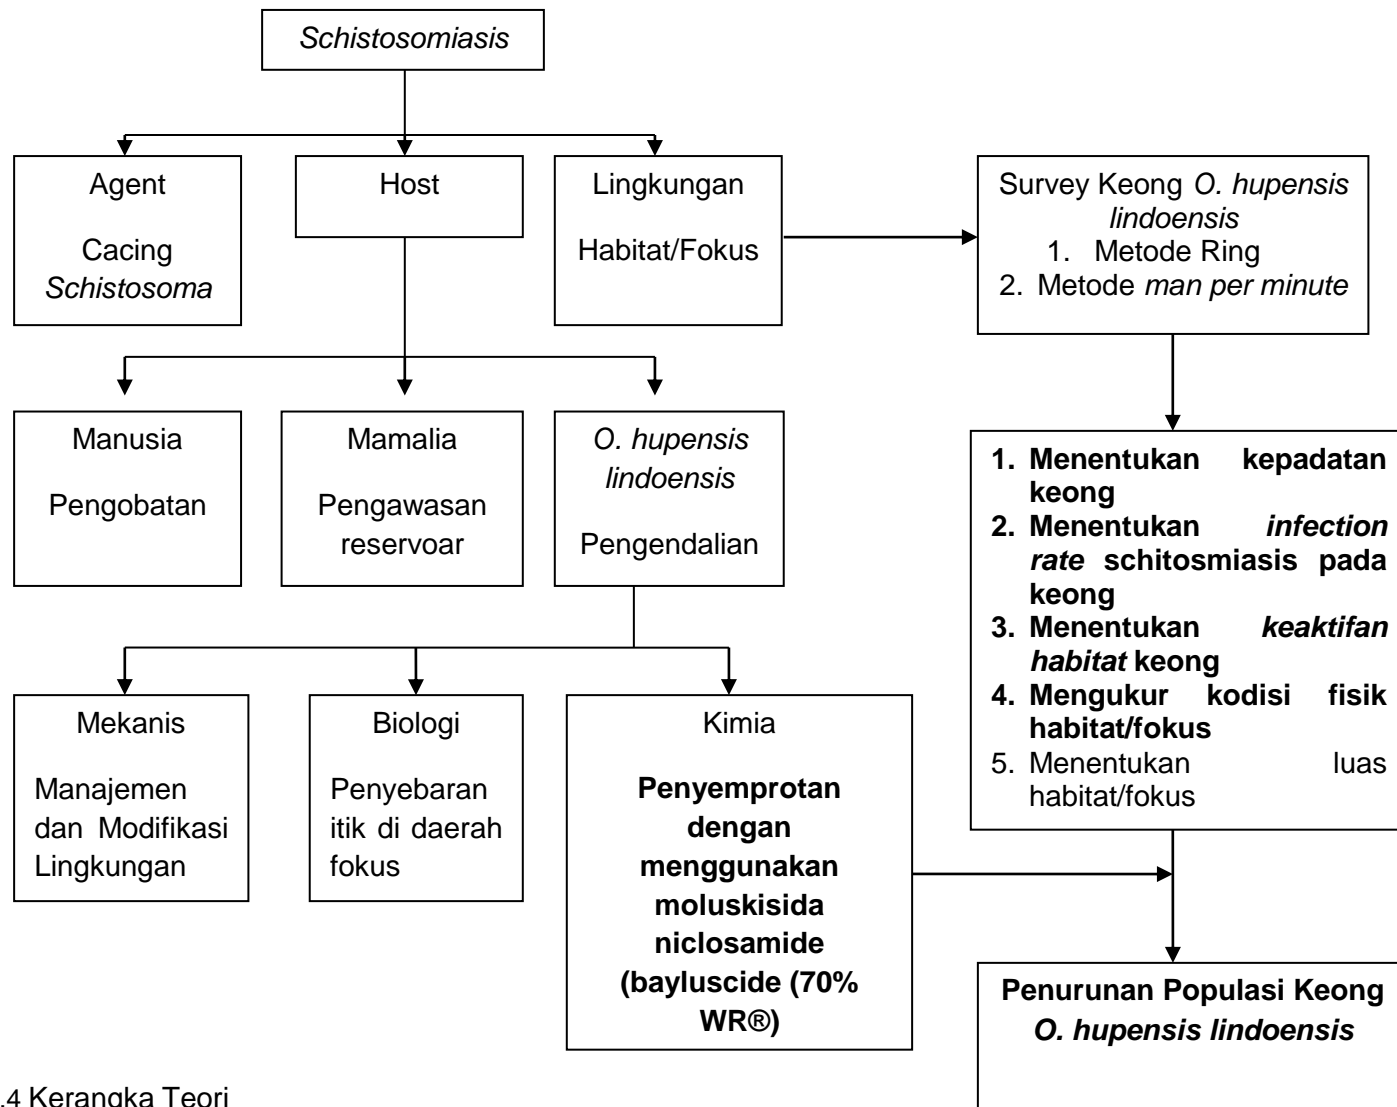 Schistosomiasis
Agent
Cacing
Schistosoma
Host
Lingkungan
Habitat/Fokus
Survey Keong O. hupensis
lindoensis
1. Metode Ring
2. Metode man per minute
Manusia
Pengobatan
Mamalia
Pengawasan
reservoar
O. hupensis
lindoensis
Pengendalian
1. Menentukan kepadatan
keong
2. Menentukan infection
rate schitosmiasis pada
keong
3. Menentukan keaktifan
habitat keong
4. Mengukur kodisi fisik
habitat/fokus
5. Menentukan luas
habitat/fokus
Mekanis
Manajemen
dan Modifikasi
Lingkungan
Biologi
Penyebaran
itik di daerah
fokus
Kimia
Penyemprotan
dengan
menggunakan
moluskisida
niclosamide
(bayluscide (70%
WR®)
Penurunan Populasi Keong
O. hupensis lindoensis
.4 Kerangka Teori